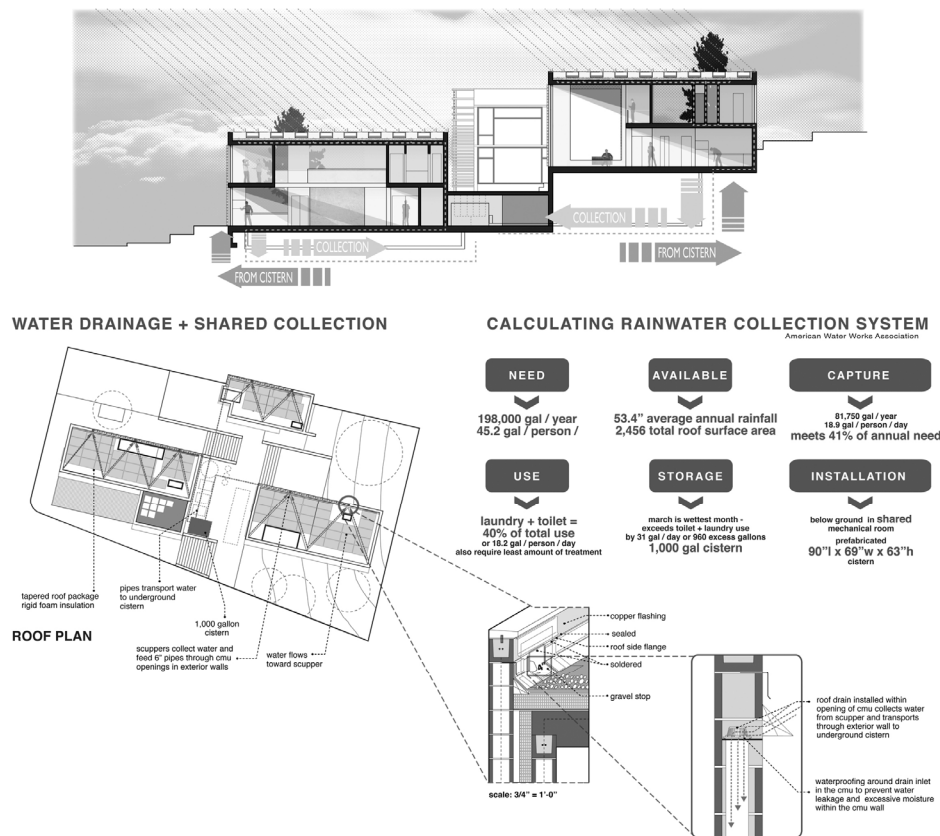 COLLECTION
FROM CISTERN
COLLECTION
FROM CISTERN
WATER DRAINAGE + SHARED COLLECTION
tapered roof package
rigid foam insulation
pipes transport water
to underground
cistern
1,000 gallon
cistern
scuppers collect water and
feed 6" pipes through cmu
openings in exterior walls
water flows
toward scupper
ROOF PLAN
CALCULATING RAINWATER COLLECTION SYSTEM
American Water Works Association
NEED
198,000 gal / year
45.2 gal / person /
AVAILABLE
53.4" average annual rainfall
2,456 total roof surface area
CAPTURE
81,750 gal / year
18.9 gal / person / day
meets 41% of annual need
USE
laundry + toilet =
40% of total use
or 18.2 gal / person / day
also require least amount of treatment
STORAGE
march is wettest month -
exceeds toilet + laundry use
by 31 gal / day or 960 excess gallons
1,000 gal cistern
INSTALLATION
below ground in shared
mechanical room
prefabricated
90"l x 69"w x 63"h
cistern
copper flashing
sealed
roof side flange
soldered
gravel stop
scale: 3/4" = 1'-0"
roof drain installed within
opening of cmu collects water
from scupper and transports
through exterior wall to
underground cistern
waterproofing around drain inlet
in the cmu to prevent water
leakage and excessive moisture
within the cmu wall